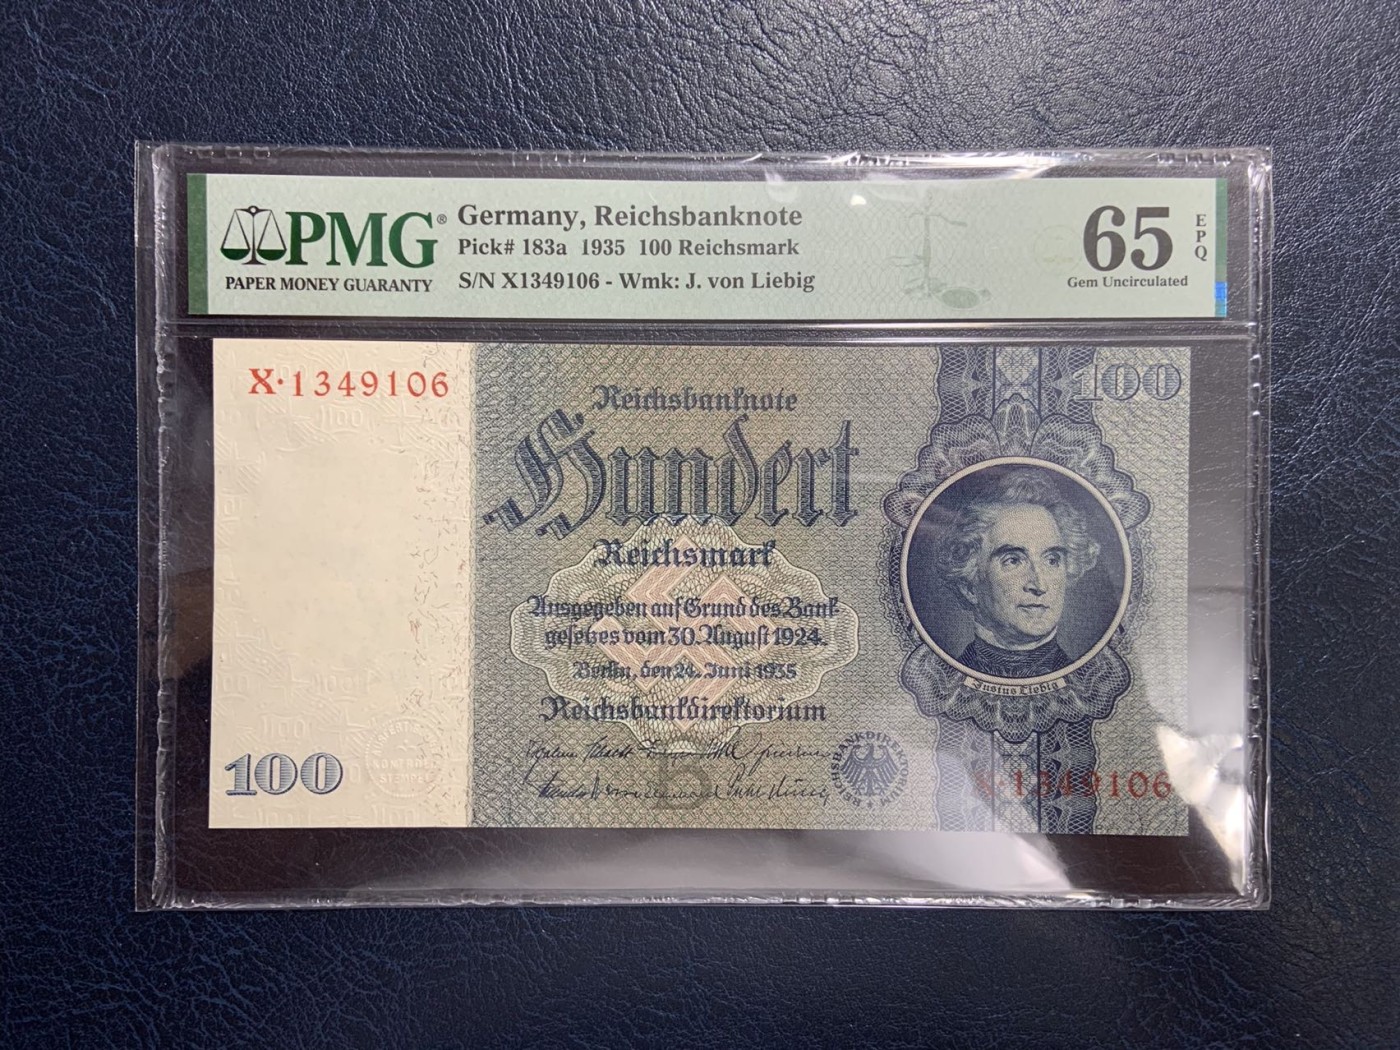 PMG®
PAPER MONEY GUARANTY
Germany, Reichsbanknote
Pick# 183a 1935 100 Reichsmark
S/N X1349106 - Wmk: J. von Liebig
65
EPQ
Gem Uncirculated
X·1349106
100
Reichsbanknote
Hundert
Reichsmark
Ausgegeben auf Grund des Bank-
gesetzes vom 30. August 1924.
Berlin, den 24. Juni 1935
Reichsbankdirektorium
Justus Liebig
REICHSBANKDIREKTORIUM
X·1349106
100
KONTROLL
STEMPEL